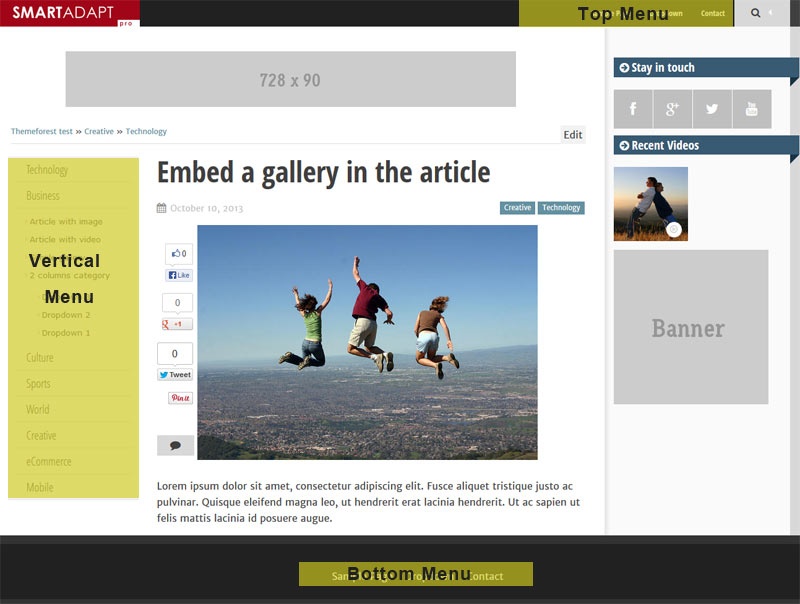 SMARTADAPT
pro
Top Menu
Contact
728 x 90
Themeforest test » Creative » Technology
Edit
Technology
Business
Article with image
Article with video
2 columns category
Vertical
Menu
Dropdown 2
Dropdown 1
Culture
Sports
World
Creative
eCommerce
Mobile
Embed a gallery in the article
October 10, 2013
Creative Technology
0
Like
0
+1
0
Tweet
Pinit
Lorem ipsum dolor sit amet, consectetur adipiscing elit. Fusce aliquet tristique justo ac
pulvinar. Quisque eleifend magna leo, ut hendrerit erat lacinia hendrerit. Ut ac sapien ut
felis mattis lacinia id posuere augue.
Stay in touch
Recent Videos
Banner
Bottom Menu
Contact